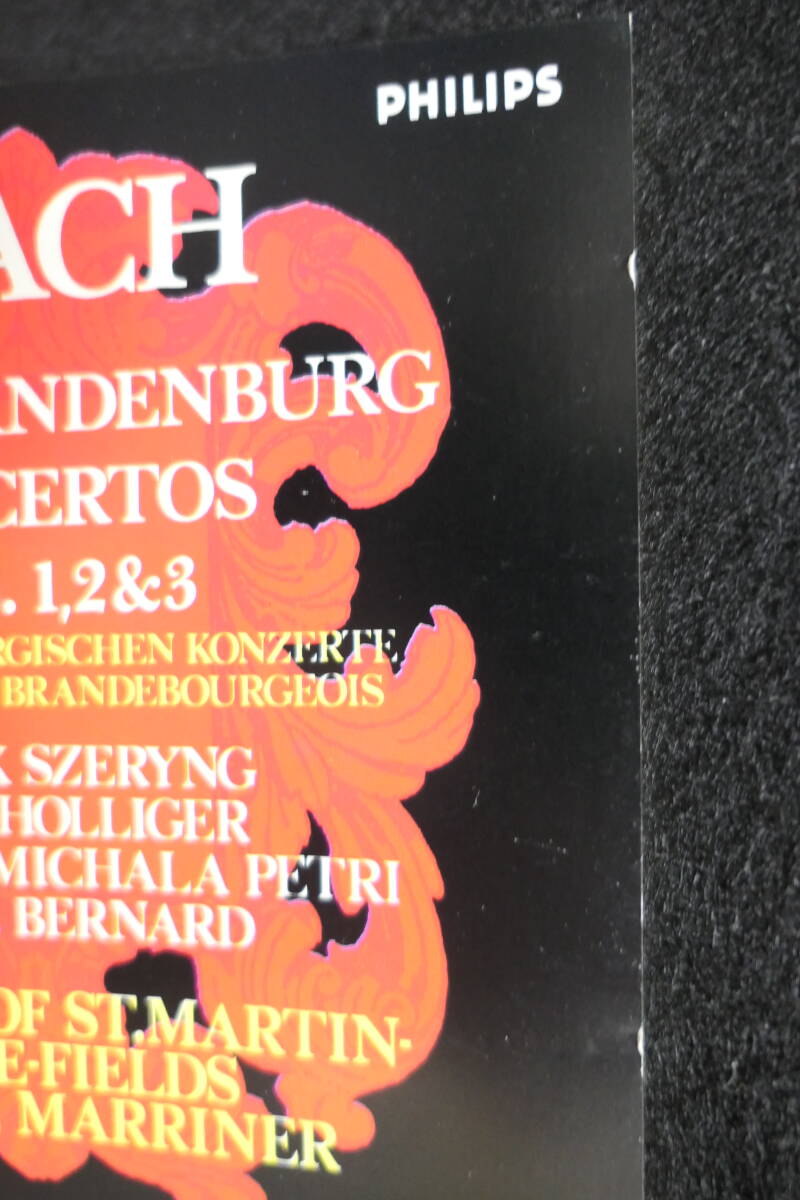 PHILIPS
ACH
ANDENBURG
CERTOS
. 1,2&3
RGISCHEN KONZERTE
BRANDEBOURGEOIS
K SZERYNG
HOLLIGER
MICHALA PETRI
BERNARD
OF ST.MARTIN-
E-FIELDS
MARRINER